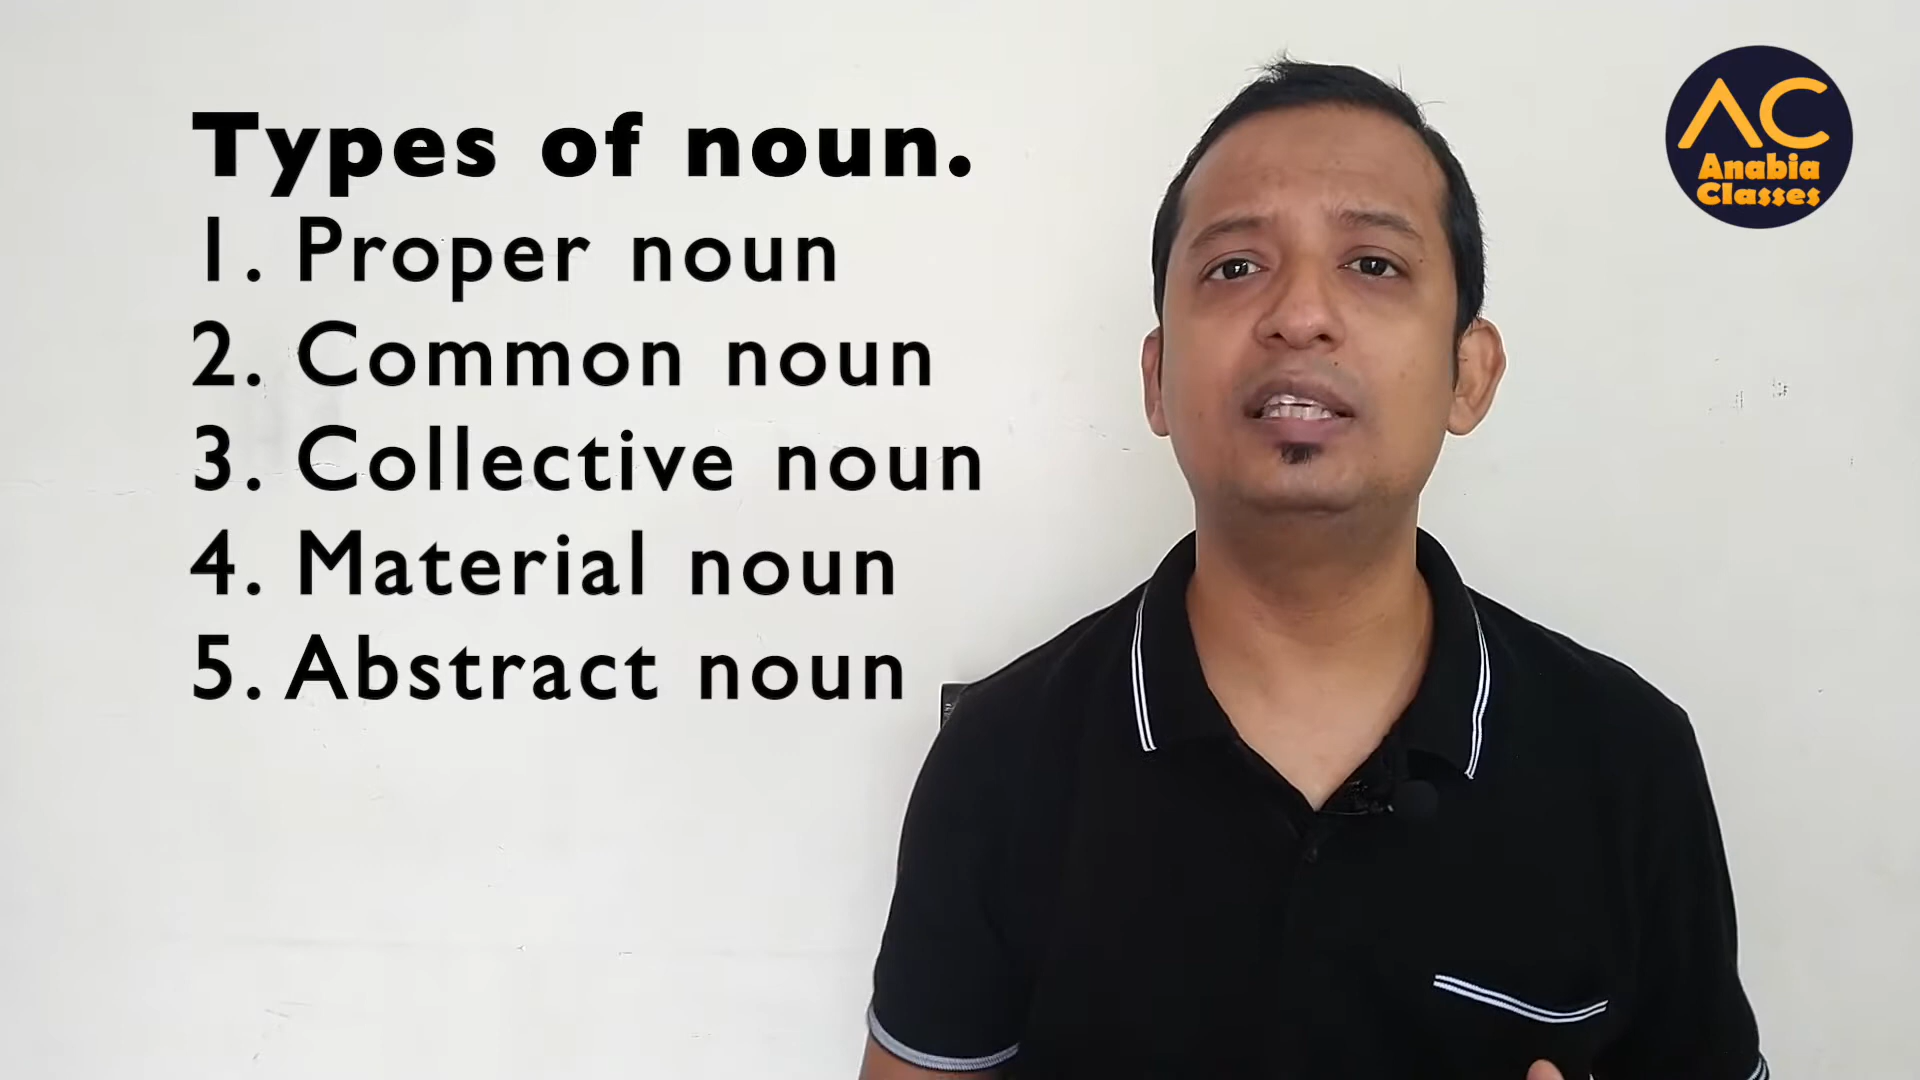 Types of noun.
1. Proper noun
2. Common noun
3. Collective noun
4. Material noun
5. Abstract noun
AC
Anabia
Classes